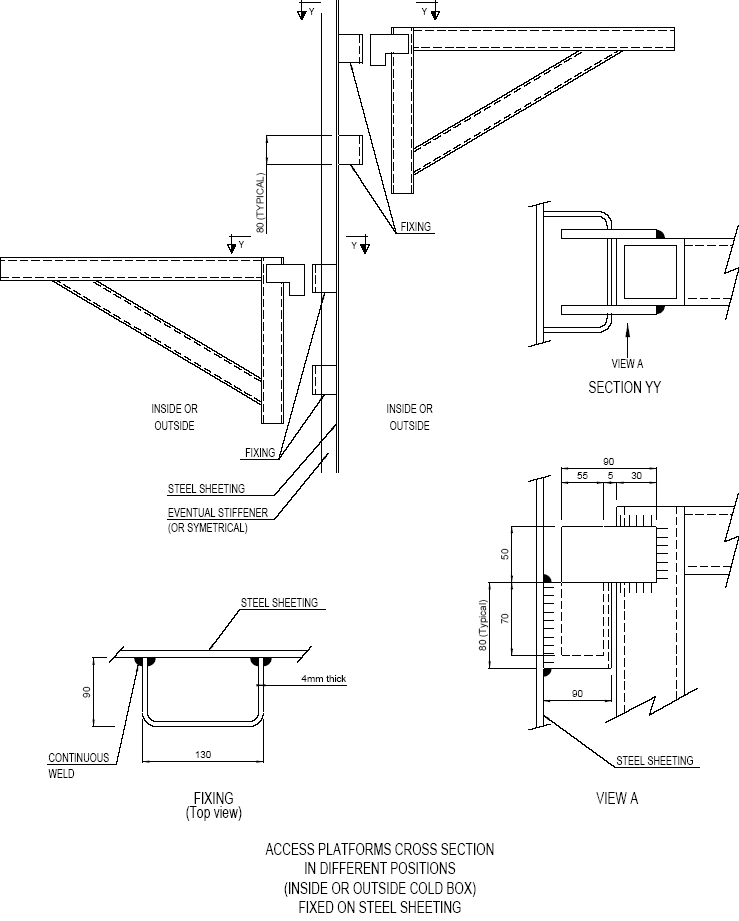 Y
Y
80 (TYPICAL)
FIXING
Y
Y
VIEW A
SECTION YY
INSIDE OR
OUTSIDE
INSIDE OR
OUTSIDE
FIXING
STEEL SHEETING
EVENTUAL STIFFENER
(OR SYMETRICAL)
90
55 5 30
50
80 (Typical)
70
90
STEEL SHEETING
VIEW A
STEEL SHEETING
4mm thick
90
130
CONTINUOUS
WELD
FIXING
(Top view)
ACCESS PLATFORMS CROSS SECTION
IN DIFFERENT POSITIONS
(INSIDE OR OUTSIDE COLD BOX)
FIXED ON STEEL SHEETING